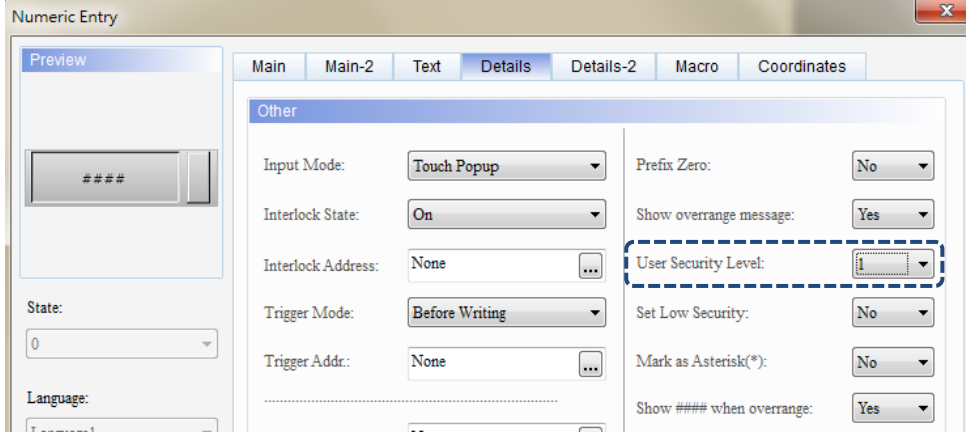 Numeric Entry
Preview
####
State:
0
Language:
Language1
Main Main-2 Text Details Details-2 Macro Coordinates
Other
Input Mode: Touch Popup
Interlock State: On
Interlock Address: None ...
Trigger Mode: Before Writing
Trigger Addr.: None ...
Prefix Zero: No
Show overrange message: Yes
User Security Level: 1
Set Low Security: No
Mark as Asterisk(*): No
Show #### when overrange: Yes